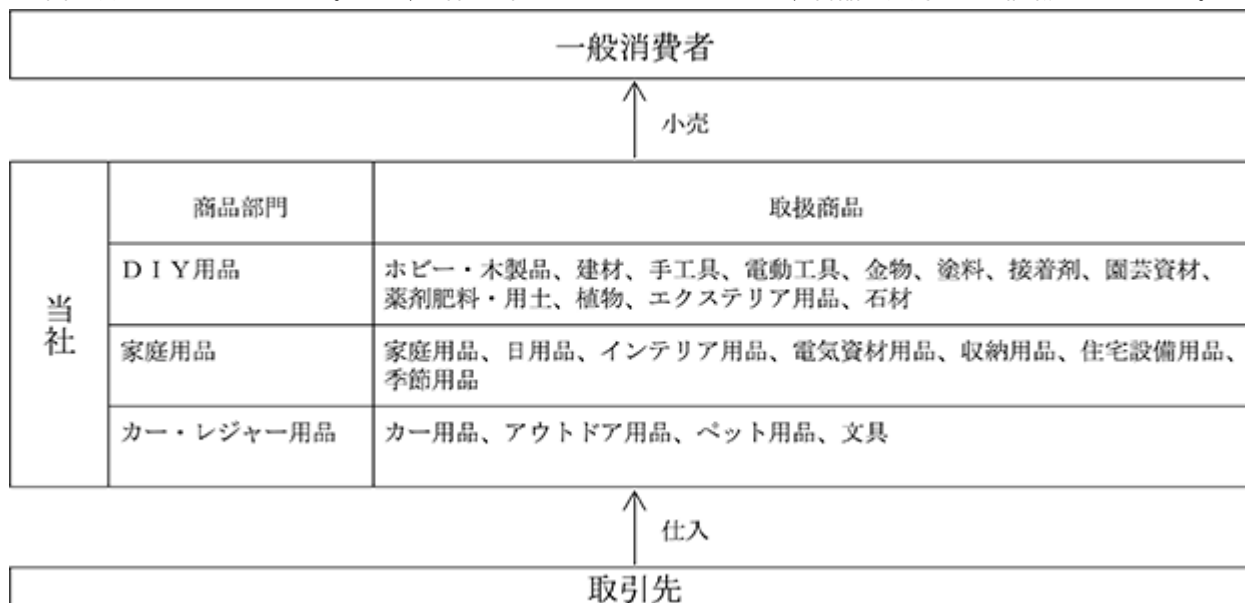 一般消費者
小売
当社
商品部門
取扱商品
ＤＩＹ用品
ホビー・木製品、建材、手工具、電動工具、金物、塗料、接着剤、園芸資材、
薬剤肥料・用土、植物、エクステリア用品、石材
家庭用品
家庭用品、日用品、インテリア用品、電気資材用品、収納用品、住宅設備用品、
季節用品
カー・レジャー用品
カー用品、アウトドア用品、ペット用品、文具
仕入
取引先